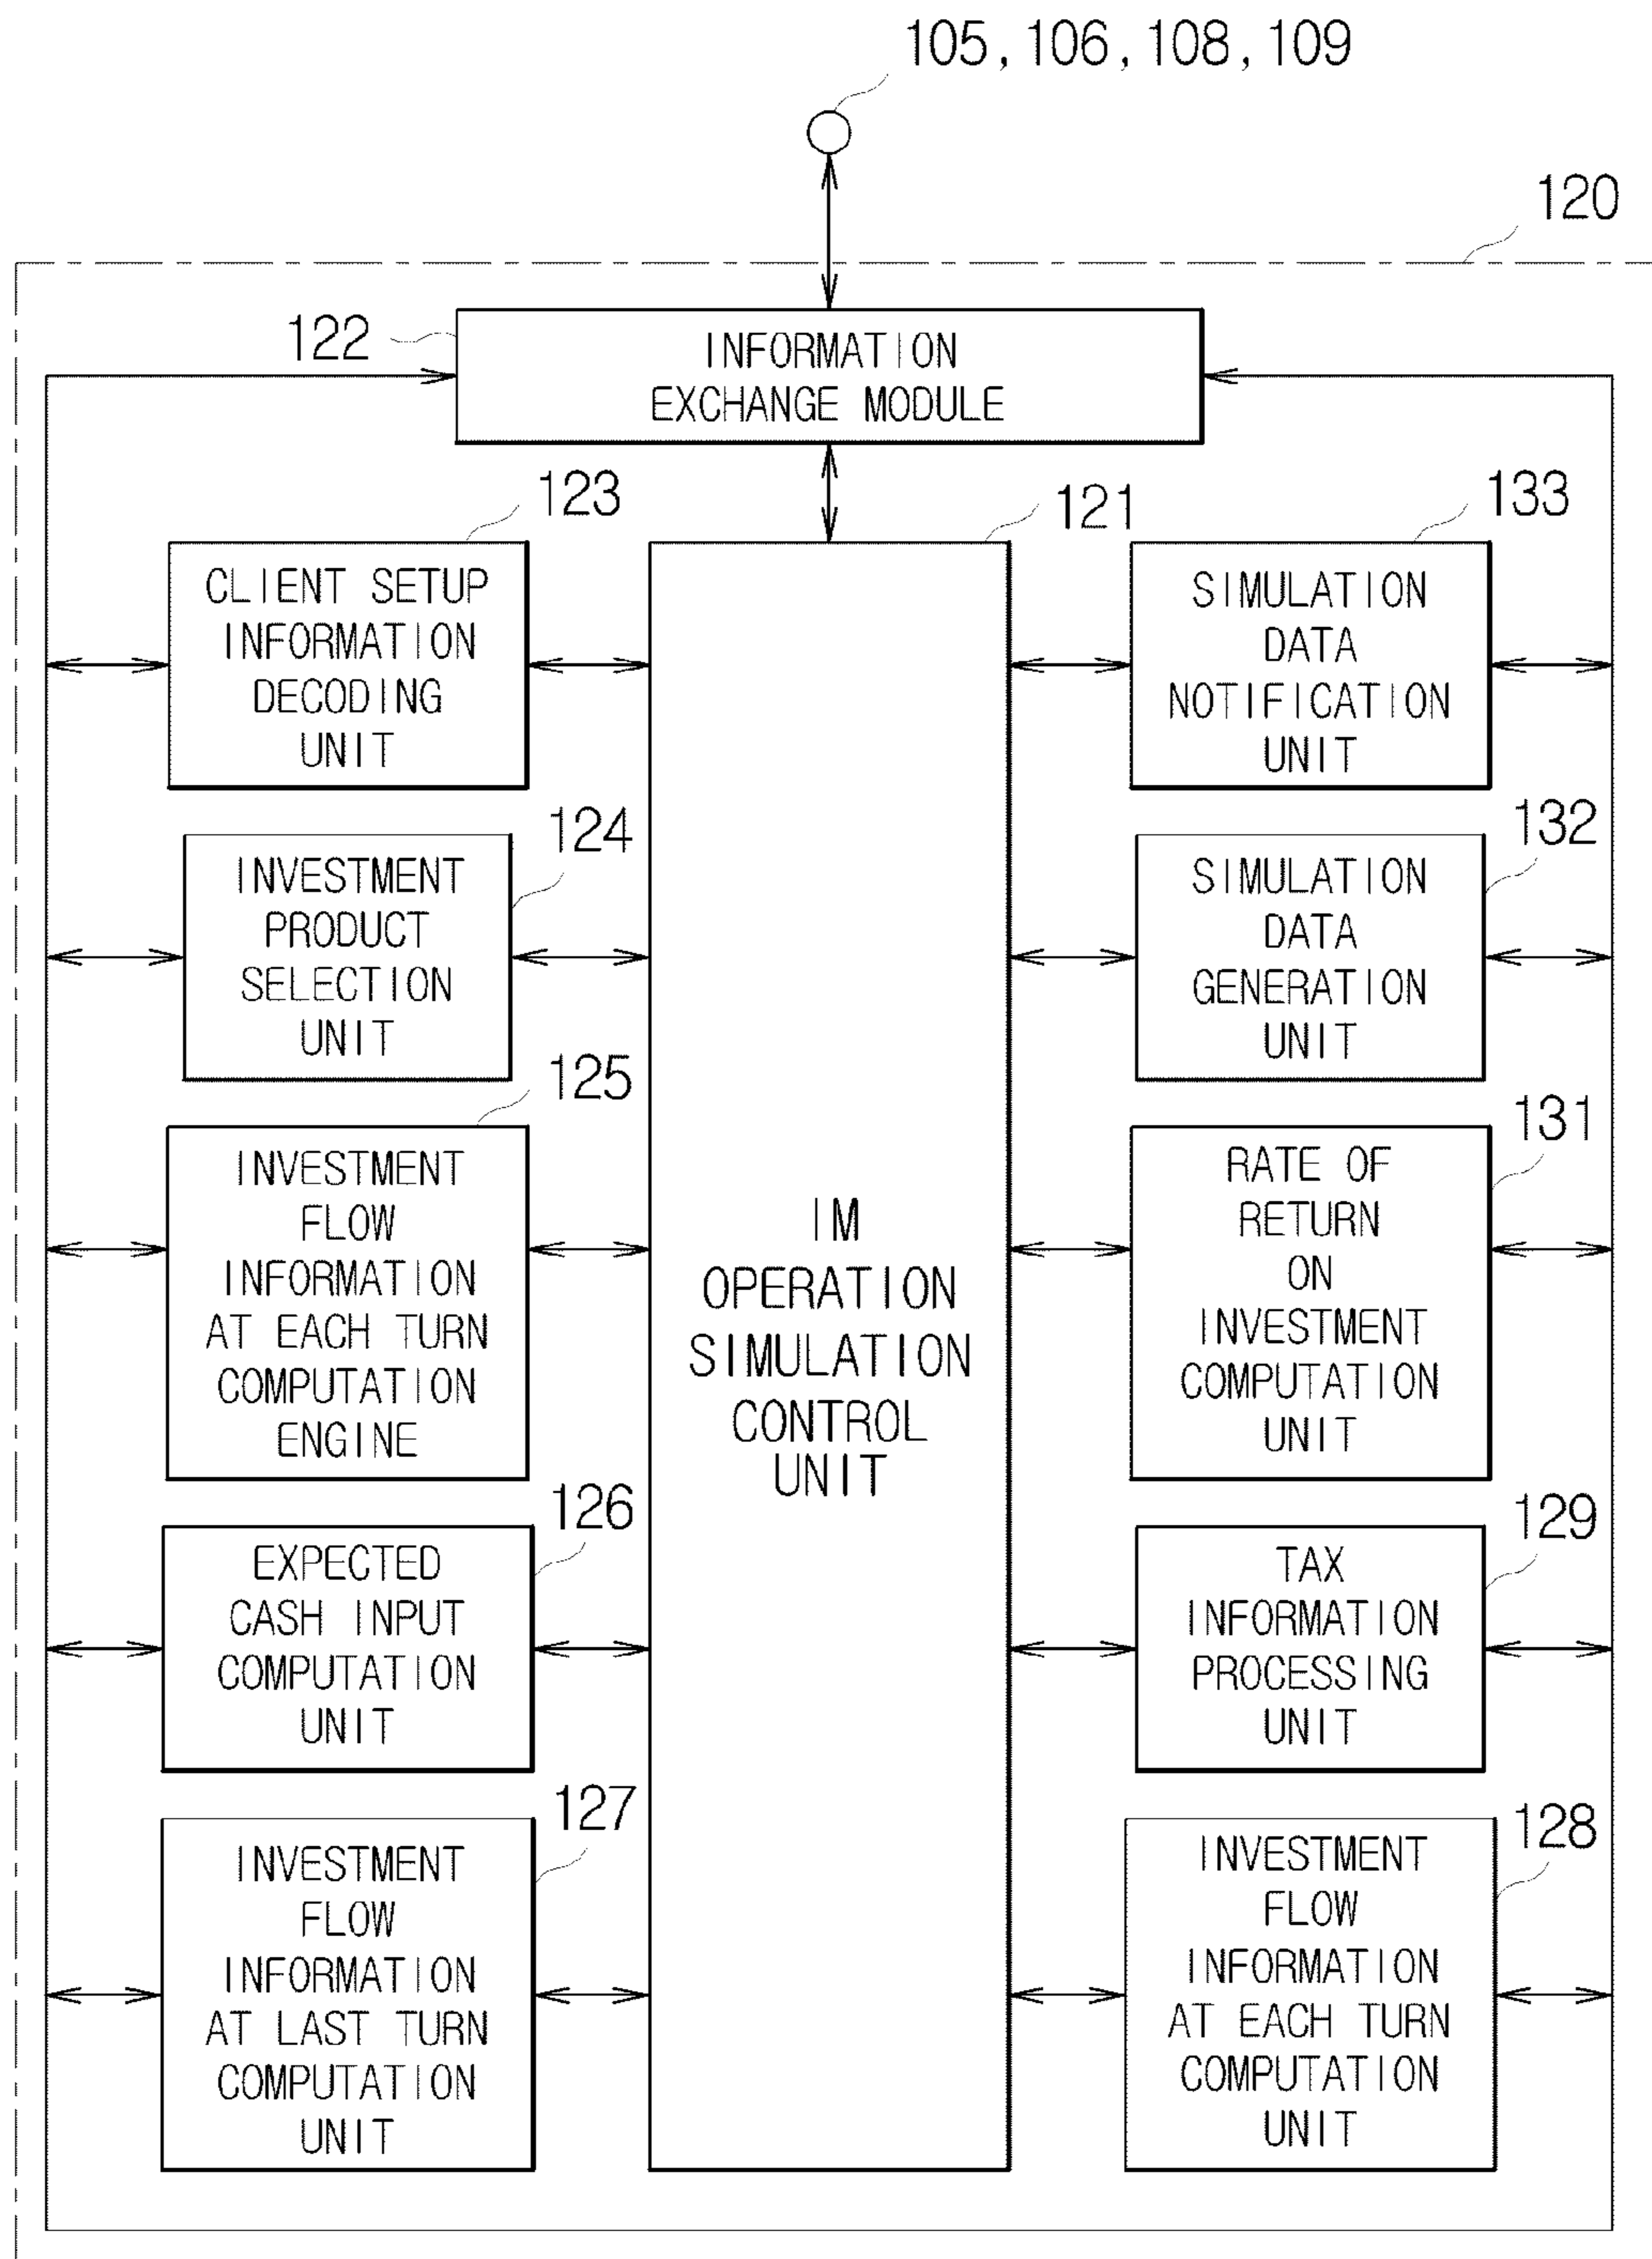 105, 106, 108, 109
120
122
INFORMATION
EXCHANGE MODULE
123
CLIENT SETUP
INFORMATION
DECODING
UNIT
124
INVESTMENT
PRODUCT
SELECTION
UNIT
125
INVESTMENT
FLOW
INFORMATION
AT EACH TURN
COMPUTATION
ENGINE
126
EXPECTED
CASH INPUT
COMPUTATION
UNIT
127
INVESTMENT
FLOW
INFORMATION
AT LAST TURN
COMPUTATION
UNIT
121
IM
OPERATION
SIMULATION
CONTROL
UNIT
133
SIMULATION
DATA
NOTIFICATION
UNIT
132
SIMULATION
DATA
GENERATION
UNIT
131
RATE OF
RETURN
ON
INVESTMENT
COMPUTATION
UNIT
129
TAX
INFORMATION
PROCESSING
UNIT
128
INVESTMENT
FLOW
INFORMATION
AT EACH TURN
COMPUTATION
UNIT